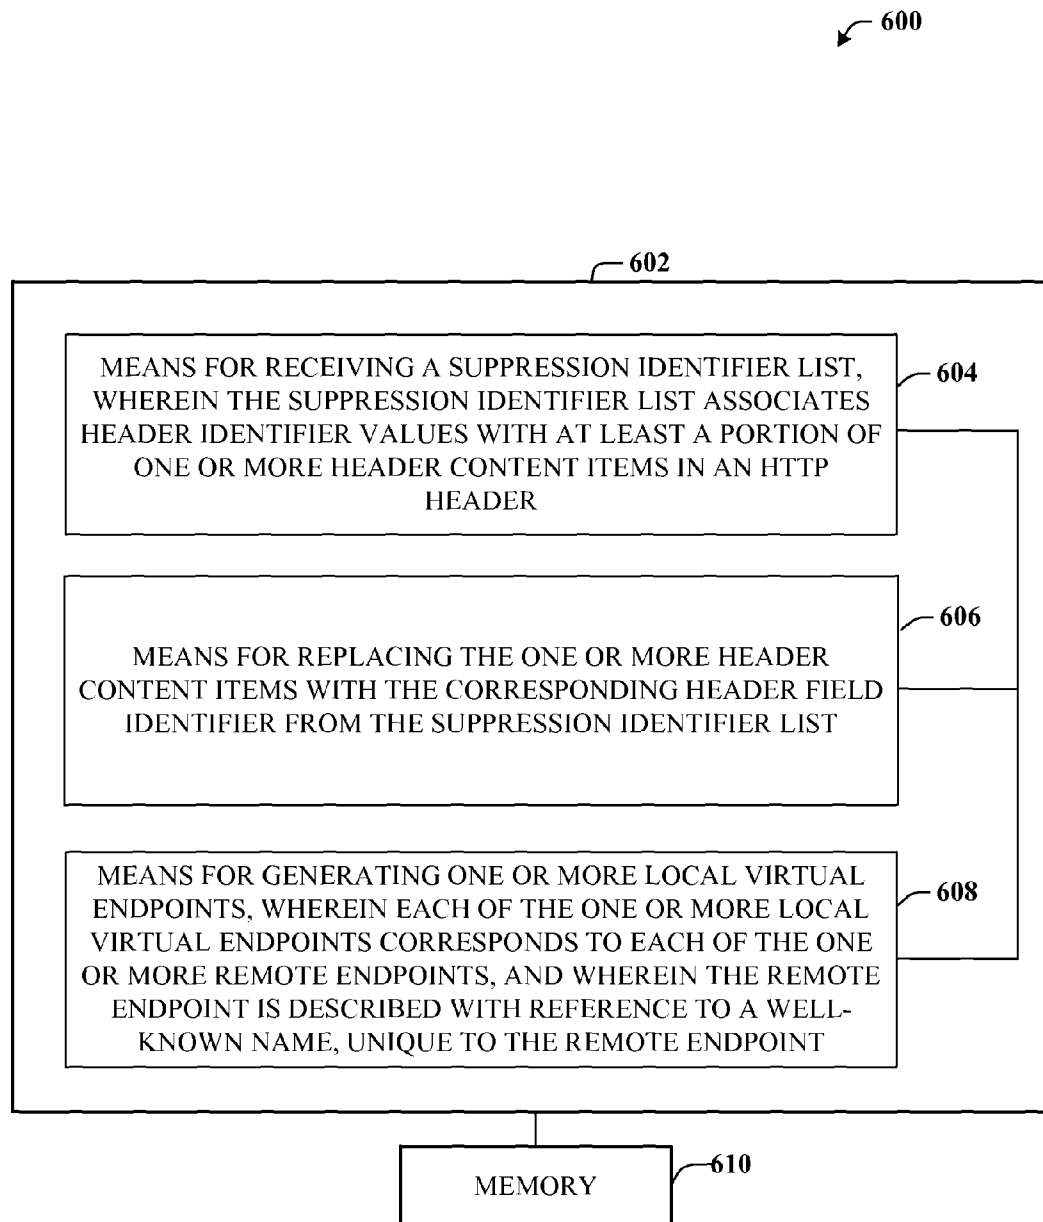 600
602
MEANS FOR RECEIVING A SUPPRESSION IDENTIFIER LIST,
WHEREIN THE SUPPRESSION IDENTIFIER LIST ASSOCIATES
HEADER IDENTIFIER VALUES WITH AT LEAST A PORTION OF
ONE OR MORE HEADER CONTENT ITEMS IN AN HTTP
HEADER
604
MEANS FOR REPLACING THE ONE OR MORE HEADER
CONTENT ITEMS WITH THE CORRESPONDING HEADER FIELD
IDENTIFIER FROM THE SUPPRESSION IDENTIFIER LIST
606
MEANS FOR GENERATING ONE OR MORE LOCAL VIRTUAL
ENDPOINTS, WHEREIN EACH OF THE ONE OR MORE LOCAL
VIRTUAL ENDPOINTS CORRESPONDS TO EACH OF THE ONE
OR MORE REMOTE ENDPOINTS, AND WHEREIN THE REMOTE
ENDPOINT IS DESCRIBED WITH REFERENCE TO A WELL-
KNOWN NAME, UNIQUE TO THE REMOTE ENDPOINT
608
MEMORY
610